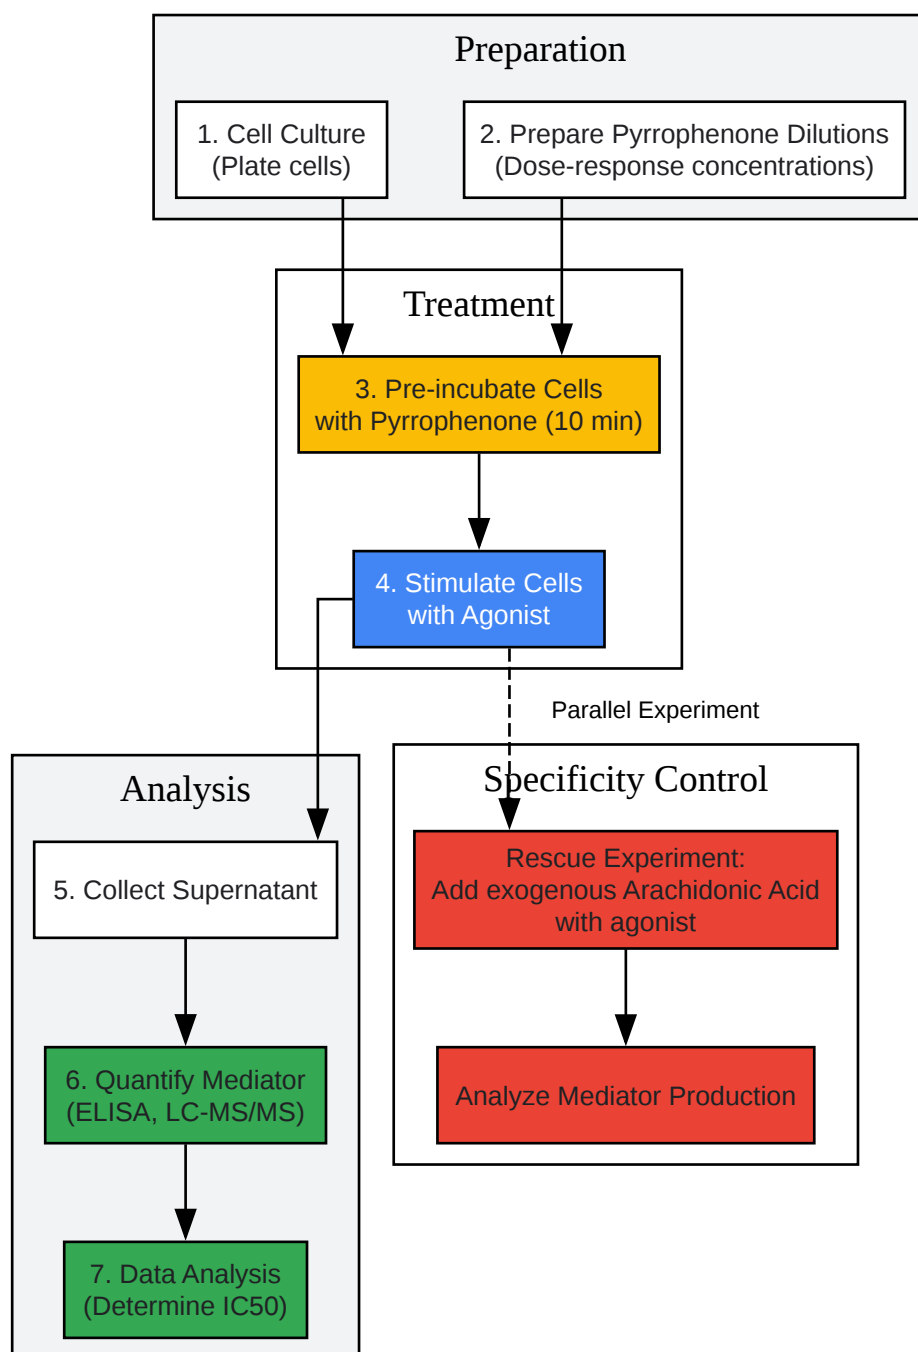 Preparation
1. Cell Culture
(Plate cells)
2. Prepare Pyrrophenone Dilutions
(Dose-response concentrations)
Treatment
3. Pre-incubate Cells
with Pyrrophenone (10 min)
4. Stimulate Cells
with Agonist
Parallel Experiment
Analysis
5. Collect Supernatant
6. Quantify Mediator
(ELISA, LC-MS/MS)
7. Data Analysis
(Determine IC50)
Specificity Control
Rescue Experiment:
Add exogenous Arachidonic Acid
with agonist
Analyze Mediator Production